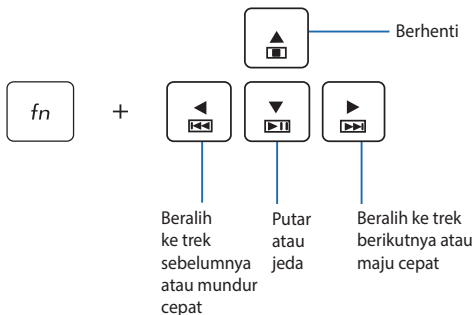 Berhenti
fn
+
Beralih
ke trek
sebelumnya
atau mundur
cepat
Putar
atau
jeda
Beralih ke trek
berikutnya atau
maju cepat